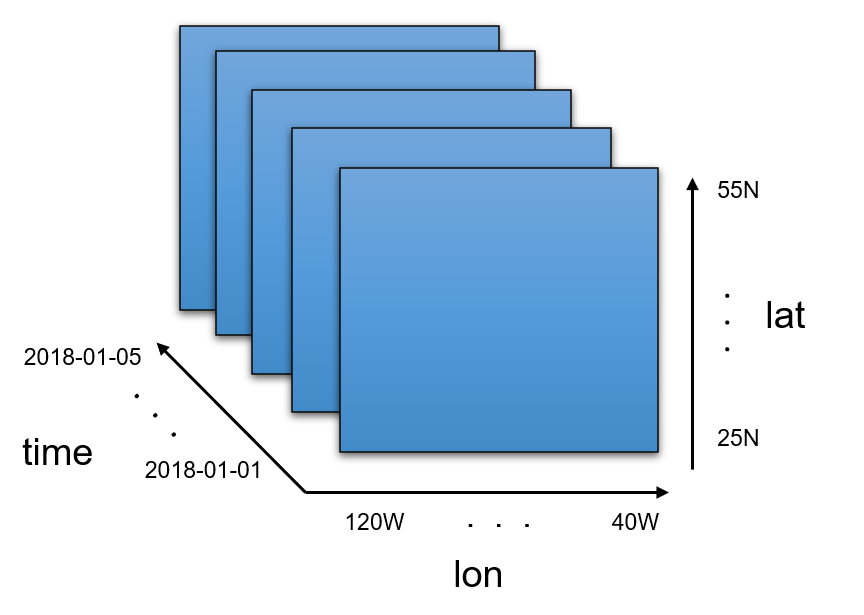 55N
. . .
lat
25N
2018-01-05
. . .
time
2018-01-01
120W . . . 40W
lon